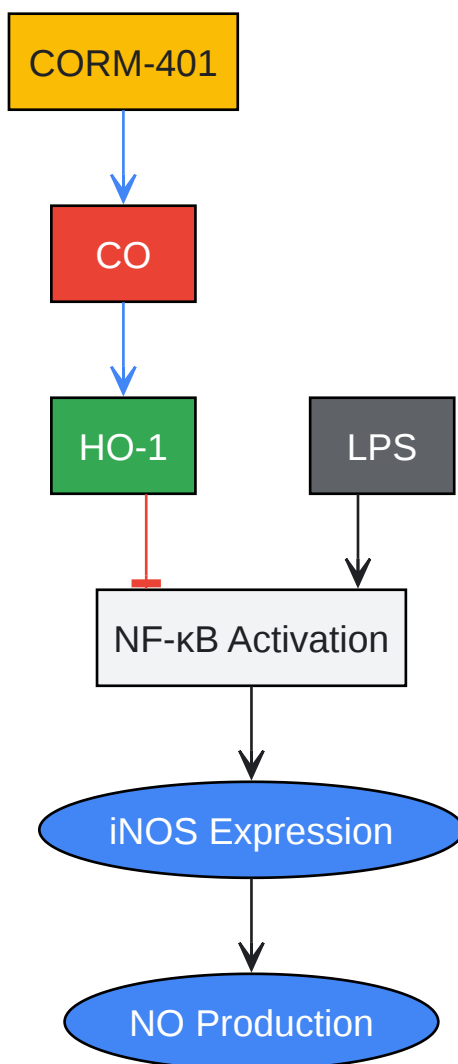 CORM-401
CO
HO-1
LPS
NF-κB Activation
iNOS Expression
NO Production